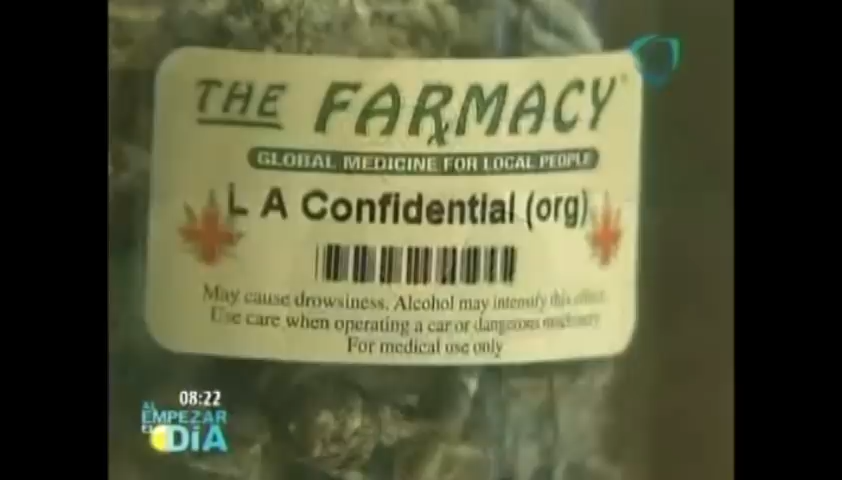 THE FARMACY
GLOBAL MEDICINE FOR LOCAL PEOPLE
L A Confidential (org)
May cause drowsiness. Alcohol may intensify this effect.
Use care when operating a car or dangerous machinery.
For medical use only
08:22
AL
EMPEZAR
EL
DÍA